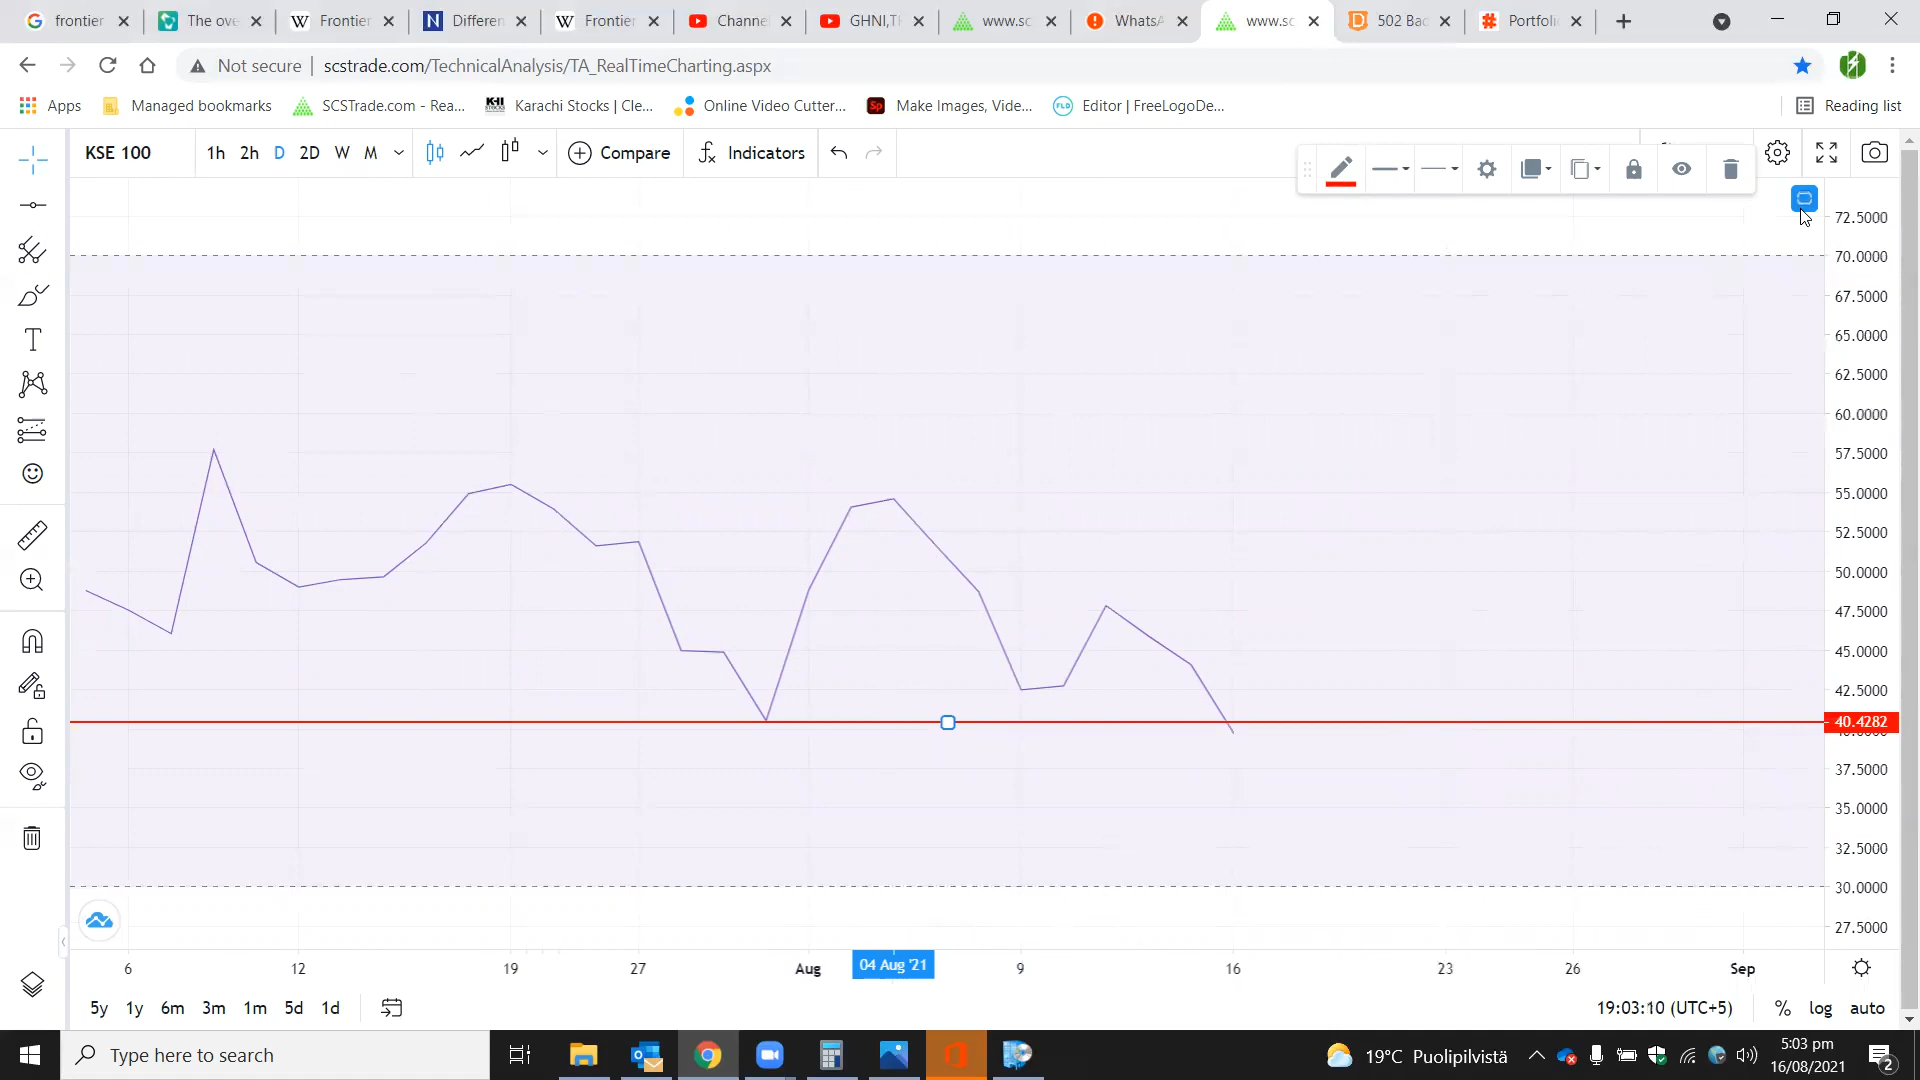 frontier
The ove
Frontier
Differen
Frontier
Channe
GHNI,Th
www.sc
WhatsA
www.sc
502 Bad
Portfoli
Not secure
scstrade.com/TechnicalAnalysis/TA_RealTimeCharting.aspx
Apps
Managed bookmarks
SCSTrade.com - Rea...
Karachi Stocks | Cle...
Online Video Cutter...
Make Images, Vide...
Editor | FreeLogoDe...
Reading list
KSE 100
1h 2h D 2D W M
Compare
Indicators
72.5000
70.0000
67.5000
65.0000
62.5000
60.0000
57.5000
55.0000
52.5000
50.0000
47.5000
45.0000
42.5000
40.4282
37.5000
35.0000
32.5000
30.0000
27.5000
6 12 19 27 Aug 04 Aug '21 9 16 23 26 Sep
5y 1y 6m 3m 1m 5d 1d
19:03:10 (UTC+5) % log auto
Type here to search
19°C Puolipilvistä
5:03 pm
16/08/2021
2